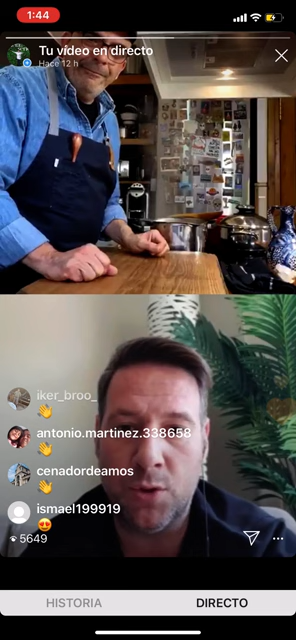 1:44
Tu vídeo en directo
Hace 12 h
iker_broo_
👏
antonio.martinez.338658
👏
cenadordeamos
👏
ismael199919
😍
5649
HISTORIA
DIRECTO